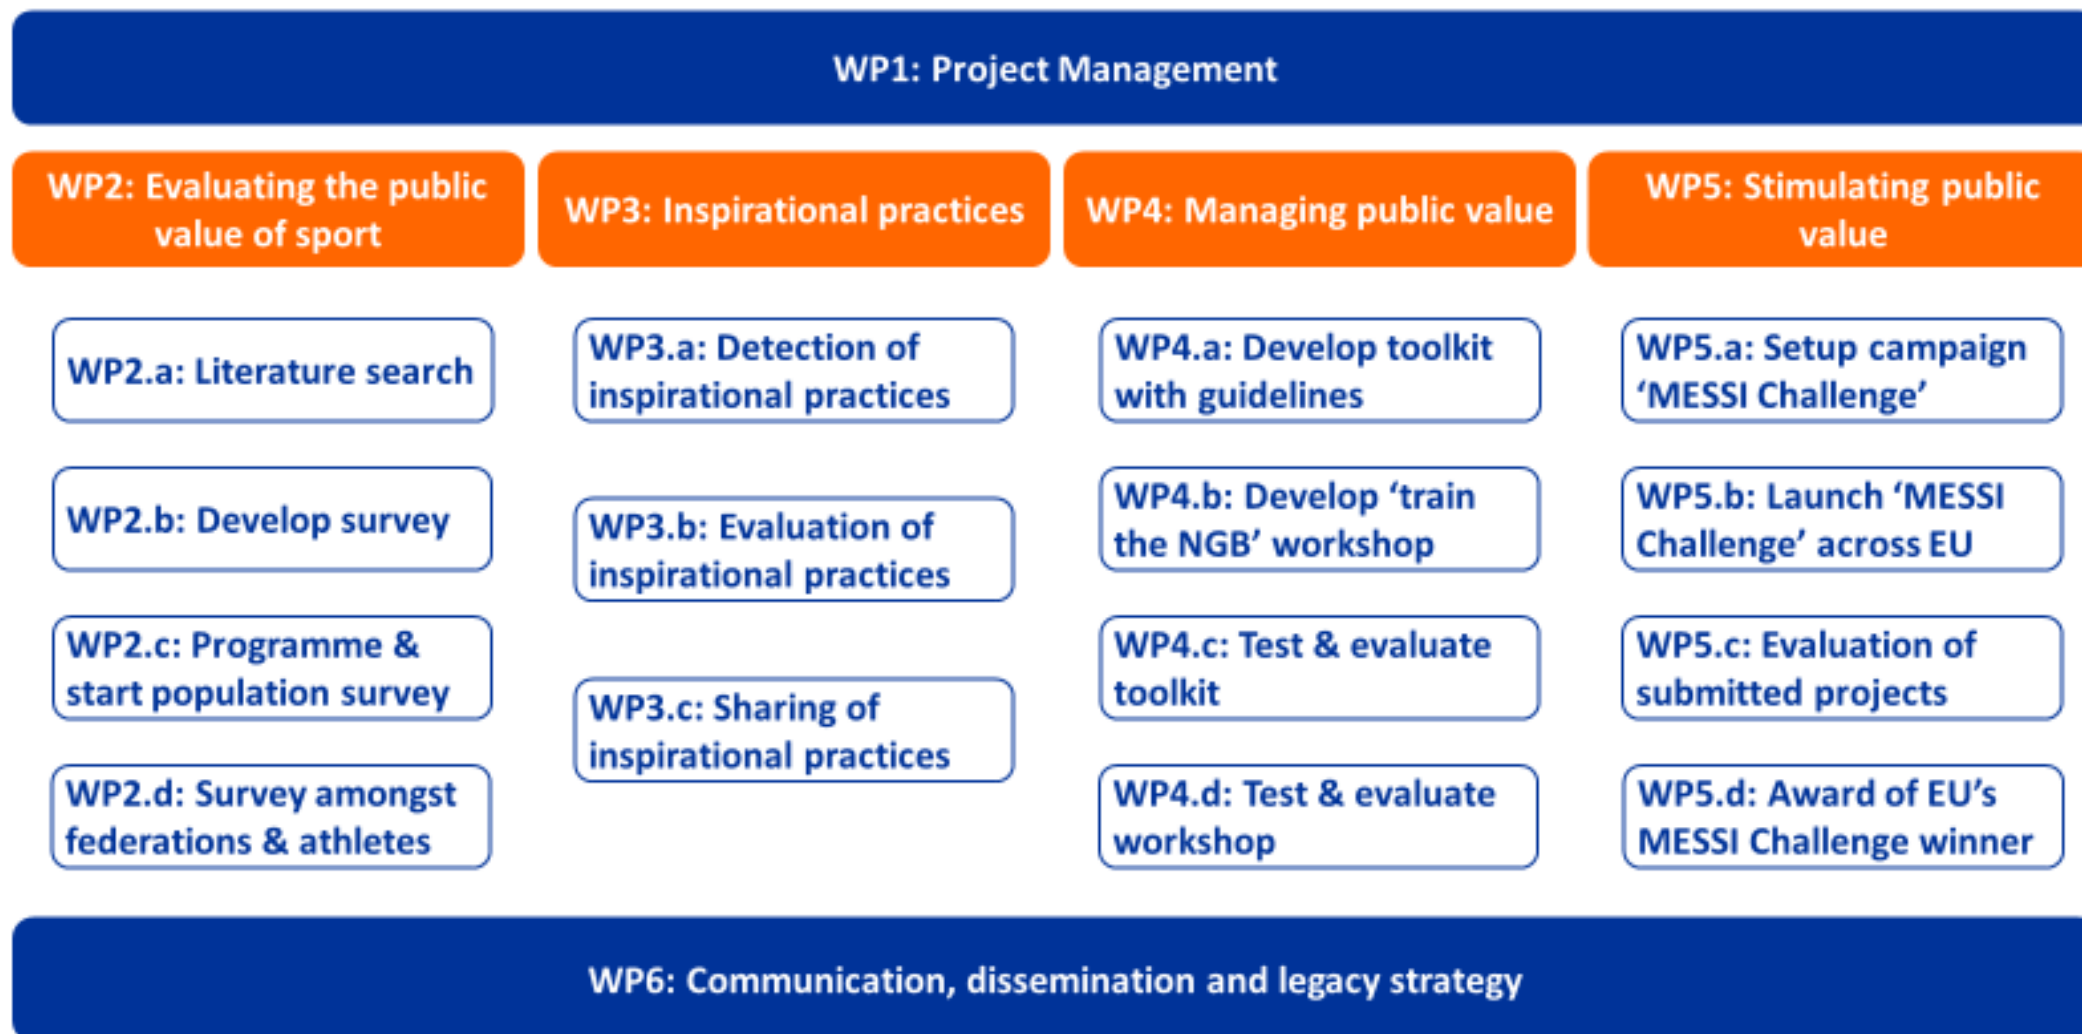 WP1: Project Management
WP2: Evaluating the public
value of sport
WP3: Inspirational practices
WP4: Managing public value
WP5: Stimulating public
value
WP2.a: Literature search
WP2.b: Develop survey
WP2.c: Programme &
start population survey
WP2.d: Survey amongst
federations & athletes
WP3.a: Detection of
inspirational practices
WP3.b: Evaluation of
inspirational practices
WP3.c: Sharing of
inspirational practices
WP4.a: Develop toolkit
with guidelines
WP4.b: Develop ‘train
the NGB’ workshop
WP4.c: Test & evaluate
toolkit
WP4.d: Test & evaluate
workshop
WP5.a: Setup campaign
‘MESSI Challenge’
WP5.b: Launch ‘MESSI
Challenge’ across EU
WP5.c: Evaluation of
submitted projects
WP5.d: Award of EU’s
MESSI Challenge winner
WP6: Communication, dissemination and legacy strategy